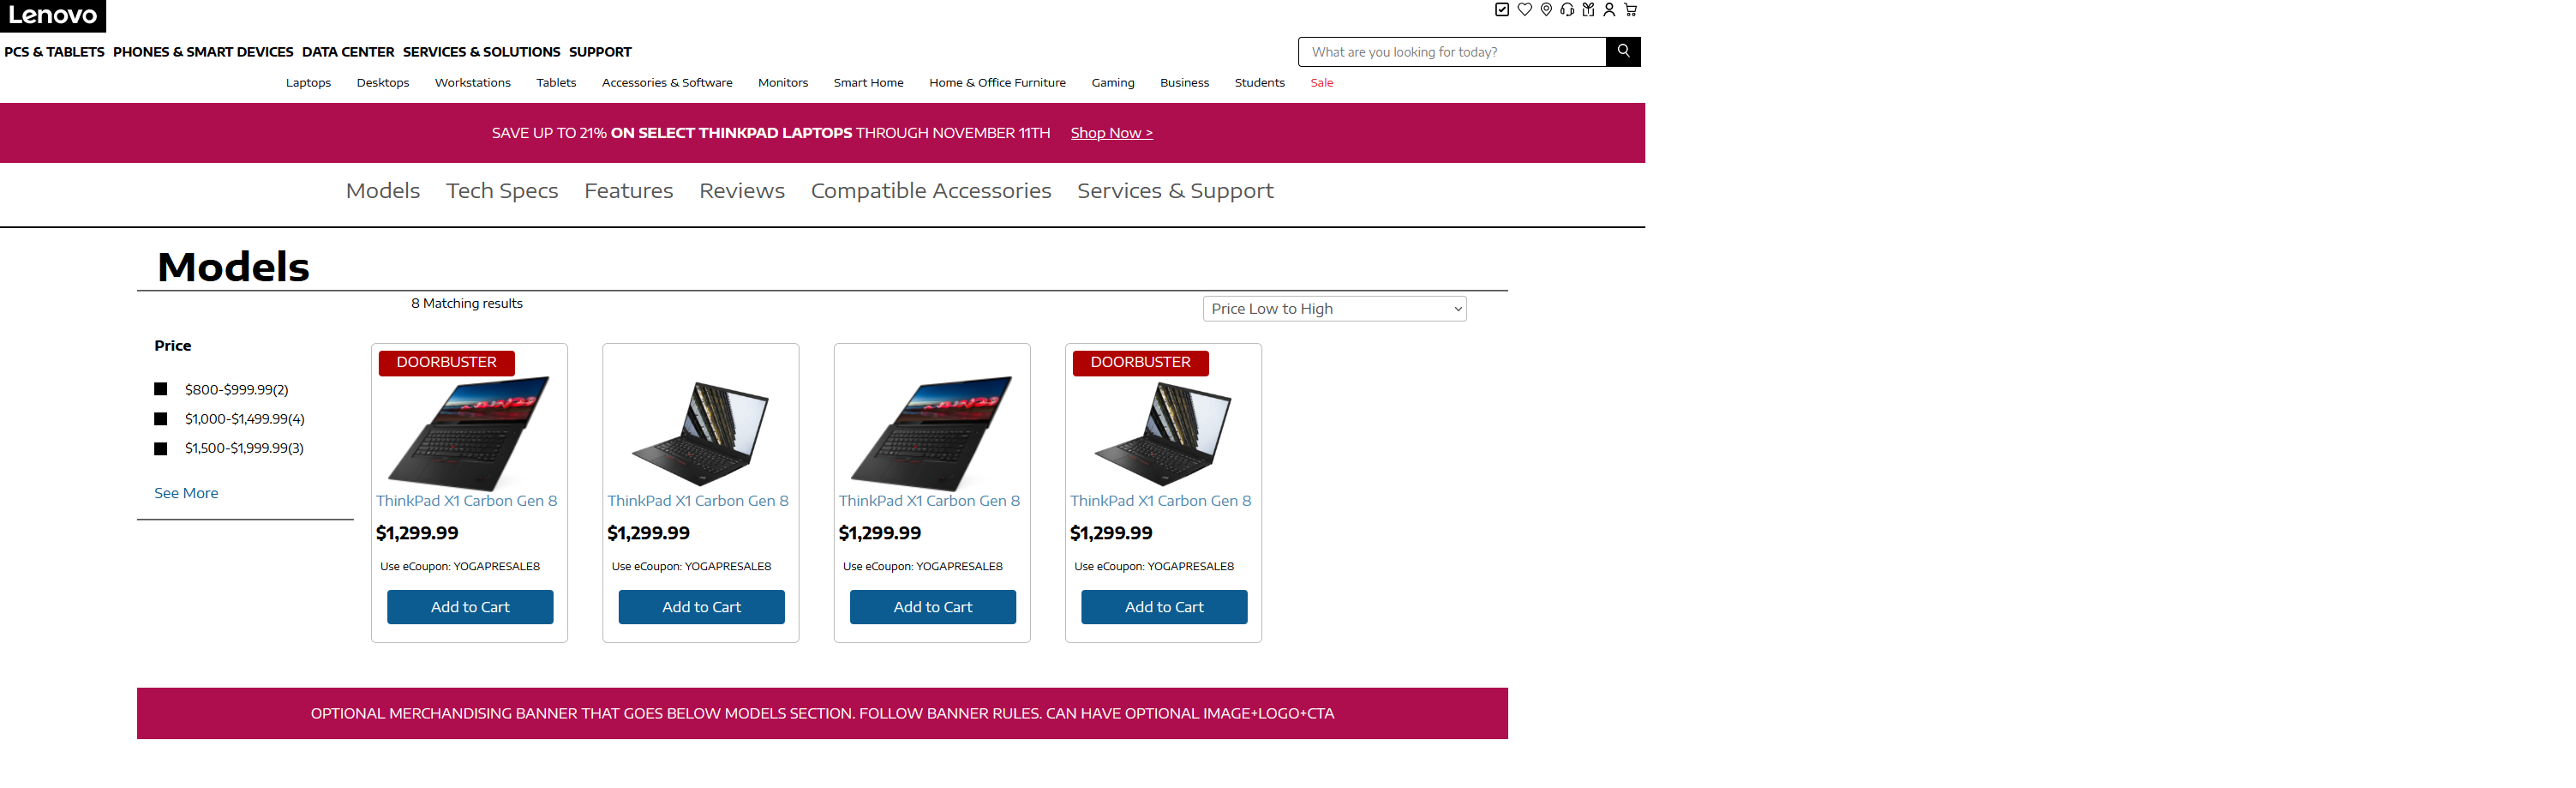 Lenovo
PCS & TABLETS PHONES & SMART DEVICES DATA CENTER SERVICES & SOLUTIONS SUPPORT
What are you looking for today?
Laptops Desktops Workstations Tablets Accessories & Software Monitors Smart Home Home & Office Furniture Gaming Business Students Sale
SAVE UP TO 21% ON SELECT THINKPAD LAPTOPS THROUGH NOVEMBER 11TH Shop Now >
Models Tech Specs Features Reviews Compatible Accessories Services & Support
Models
8 Matching results
Price Low to High
Price
$800-$999.99(2)
$1,000-$1,499.99(4)
$1,500-$1,999.99(3)
See More
DOORBUSTER
ThinkPad X1 Carbon Gen 8
$1,299.99
Use eCoupon: YOGAPRESALE8
Add to Cart
ThinkPad X1 Carbon Gen 8
$1,299.99
Use eCoupon: YOGAPRESALE8
Add to Cart
ThinkPad X1 Carbon Gen 8
$1,299.99
Use eCoupon: YOGAPRESALE8
Add to Cart
DOORBUSTER
ThinkPad X1 Carbon Gen 8
$1,299.99
Use eCoupon: YOGAPRESALE8
Add to Cart
OPTIONAL MERCHANDISING BANNER THAT GOES BELOW MODELS SECTION. FOLLOW BANNER RULES. CAN HAVE OPTIONAL IMAGE+LOGO+CTA